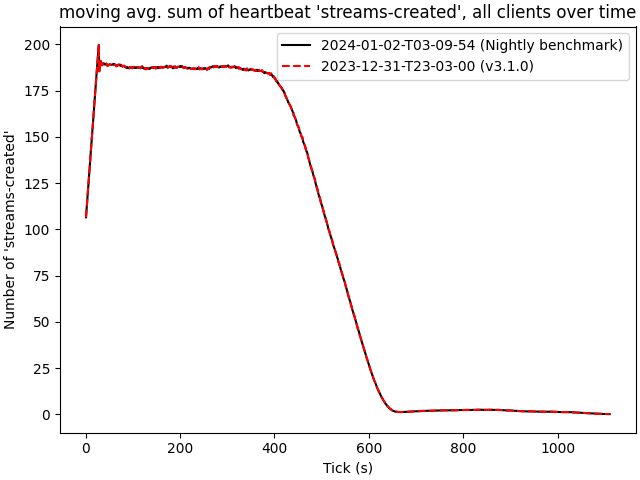 moving avg. sum of heartbeat 'streams-created', all clients over time
2024-01-02-T03-09-54 (Nightly benchmark)
2023-12-31-T23-03-00 (v3.1.0)
Number of 'streams-created'
200
175
150
125
100
75
50
25
0
0 200 400 600 800 1000
Tick (s)